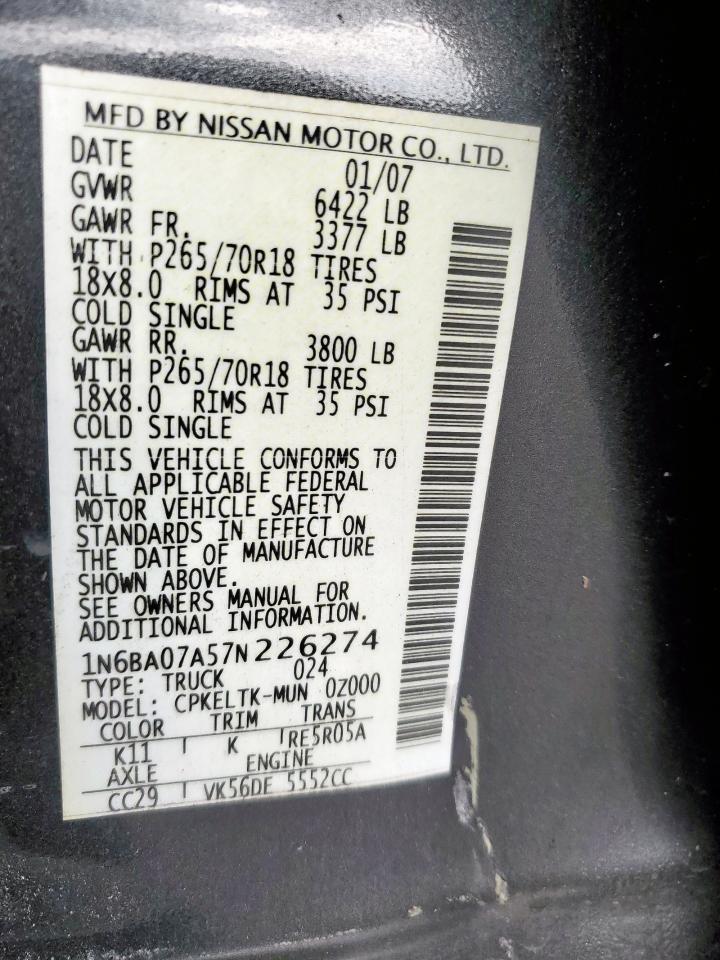 MFD BY NISSAN MOTOR CO., LTD.
DATE 01/07
GVWR 6422 LB
GAWR FR. 3377 LB
WITH P265/70R18 TIRES
18X8.0 RIMS AT 35 PSI
COLD SINGLE
GAWR RR. 3800 LB
WITH P265/70R18 TIRES
18X8.0 RIMS AT 35 PSI
COLD SINGLE
THIS VEHICLE CONFORMS TO
ALL APPLICABLE FEDERAL
MOTOR VEHICLE SAFETY
STANDARDS IN EFFECT ON
THE DATE OF MANUFACTURE
SHOWN ABOVE.
SEE OWNERS MANUAL FOR
ADDITIONAL INFORMATION.
1N6BA07A57N226274
TYPE: TRUCK 024
MODEL: CPKELTK-MUN 0Z000
COLOR TRIM TRANS
K11 K RE5R05A
AXLE ENGINE
CC29 VK56DE 5552CC